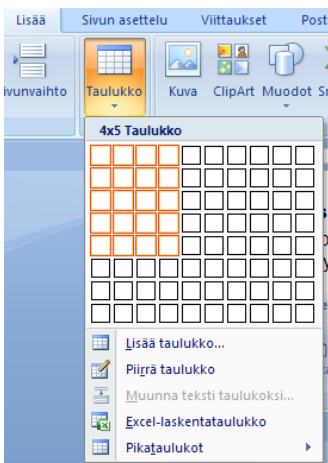 Lisää Sivun asettelu Viittaukset Post
ivunvaihto Taulukko Kuva ClipArt Muodot Sn
4x5 Taulukko
Lisää taulukko...
Piirrä taulukko
Muunna teksti taulukoksi...
Excel-laskentataulukko
Pikataulukot